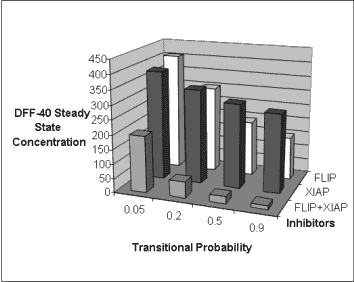 450
400
350
300
250
200
150
100
50
0
DFF-40 Steady
State
Concentration
0.05
0.2
0.5
0.9
FLIP
XIAP
FLIP+XIAP
Inhibitors
Transitional Probability